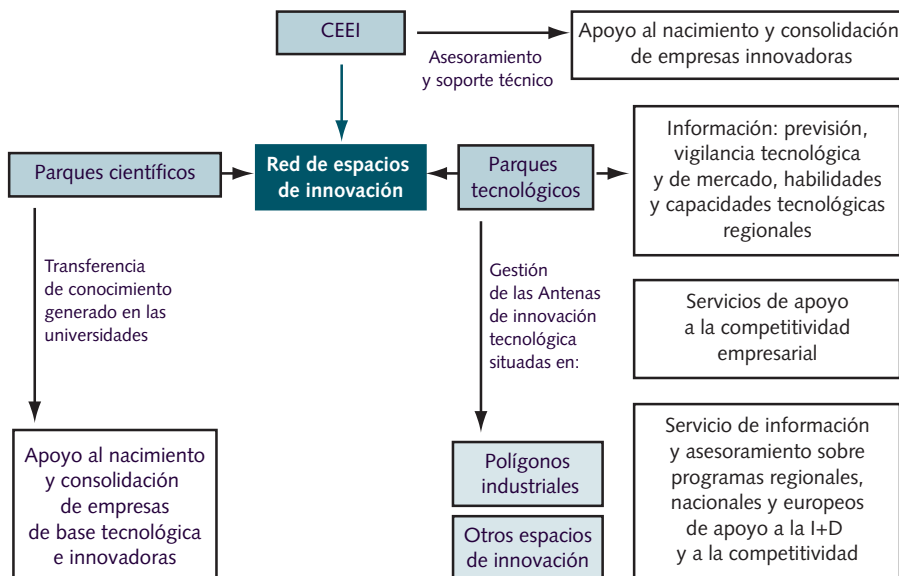 CEEI
Asesoramiento
y soporte técnico
Apoyo al nacimiento y consolidación
de empresas innovadoras
Parques científicos
Red de espacios
de innovación
Parques
tecnológicos
Información: previsión,
vigilancia tecnológica
y de mercado, habilidades
y capacidades tecnológicas
regionales
Transferencia
de conocimiento
generado en las
universidades
Gestión
de las Antenas
de innovación
tecnológica
situadas en:
Servicios de apoyo
a la competitividad
empresarial
Apoyo al nacimiento
y consolidación
de empresas
de base tecnológica
e innovadoras
Polígonos
industriales
Otros espacios
de innovación
Servicio de información
y asesoramiento sobre
programas regionales,
nacionales y europeos
de apoyo a la I+D
y a la competitividad